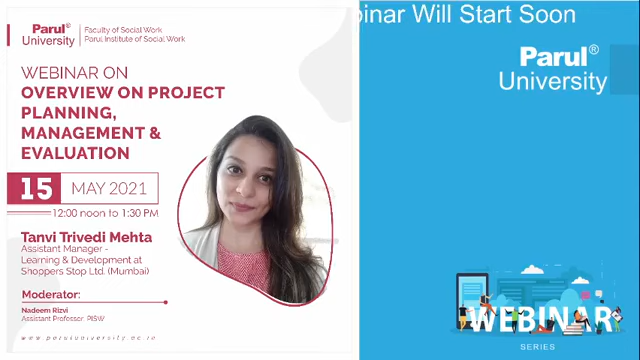 Parul®
University
Faculty of Social Work
Parul Institute of Social Work
WEBINAR ON
OVERVIEW ON PROJECT
PLANNING,
MANAGEMENT &
EVALUATION
15 MAY 2021
12:00 noon to 1:30 PM
Tanvi Trivedi Mehta
Assistant Manager -
Learning & Development at
Shoppers Stop Ltd. (Mumbai)
Moderator:
Nadeem Rizvi
Assistant Professor, PISW
www.paruluniversity.ac.in
Will Start Soon
Parul®
University
WEBINAR
SERIES